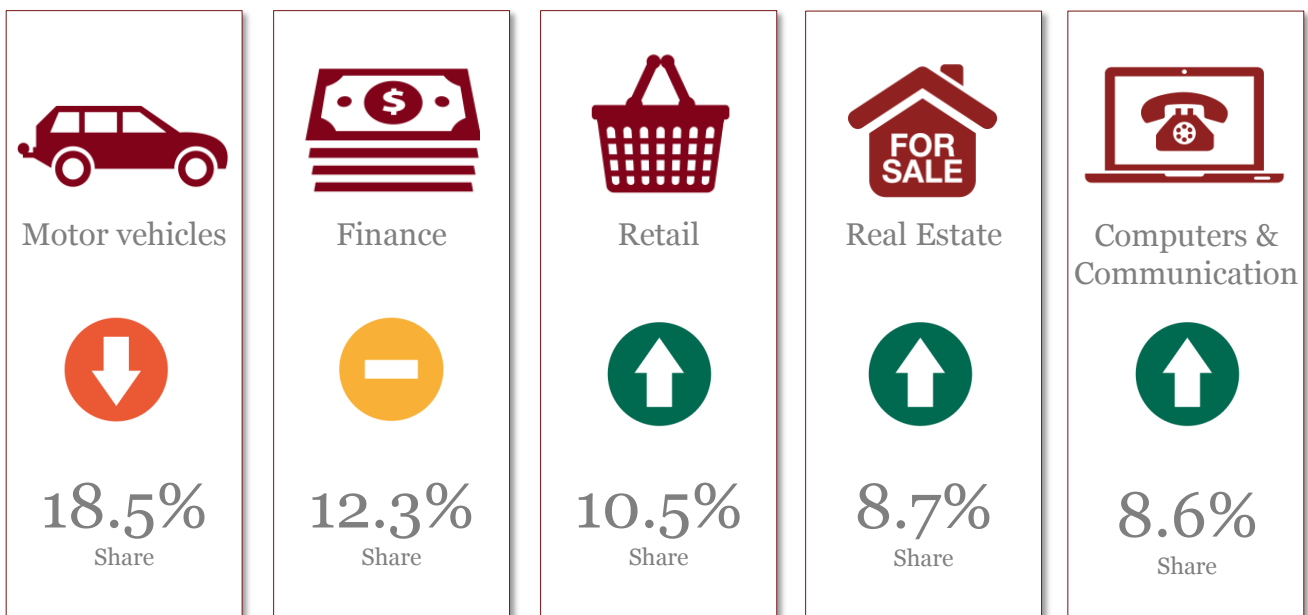 $
FOR
SALE
Motor vehicles
Finance
Retail
Real Estate
Computers &
Communication
18.5%
Share
12.3%
Share
10.5%
Share
8.7%
Share
8.6%
Share